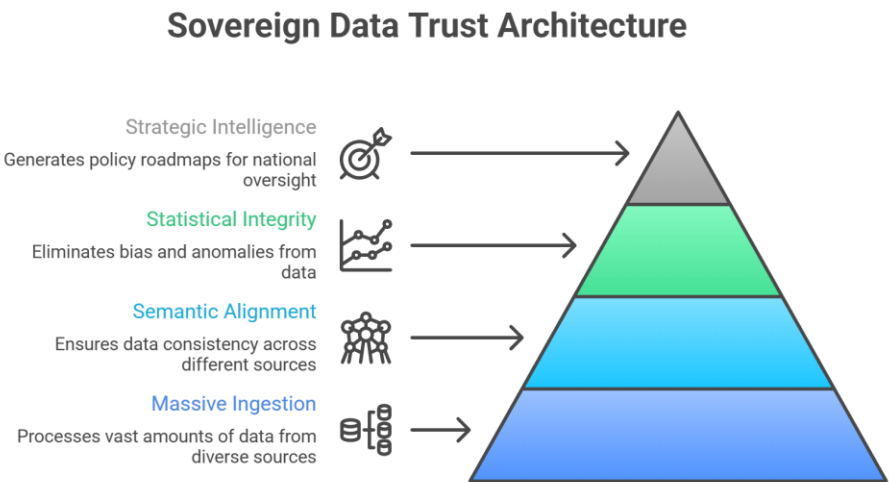 Sovereign Data Trust Architecture
Strategic Intelligence
Generates policy roadmaps for national
oversight
Statistical Integrity
Eliminates bias and anomalies from
data
Semantic Alignment
Ensures data consistency across
different sources
Massive Ingestion
Processes vast amounts of data from
diverse sources